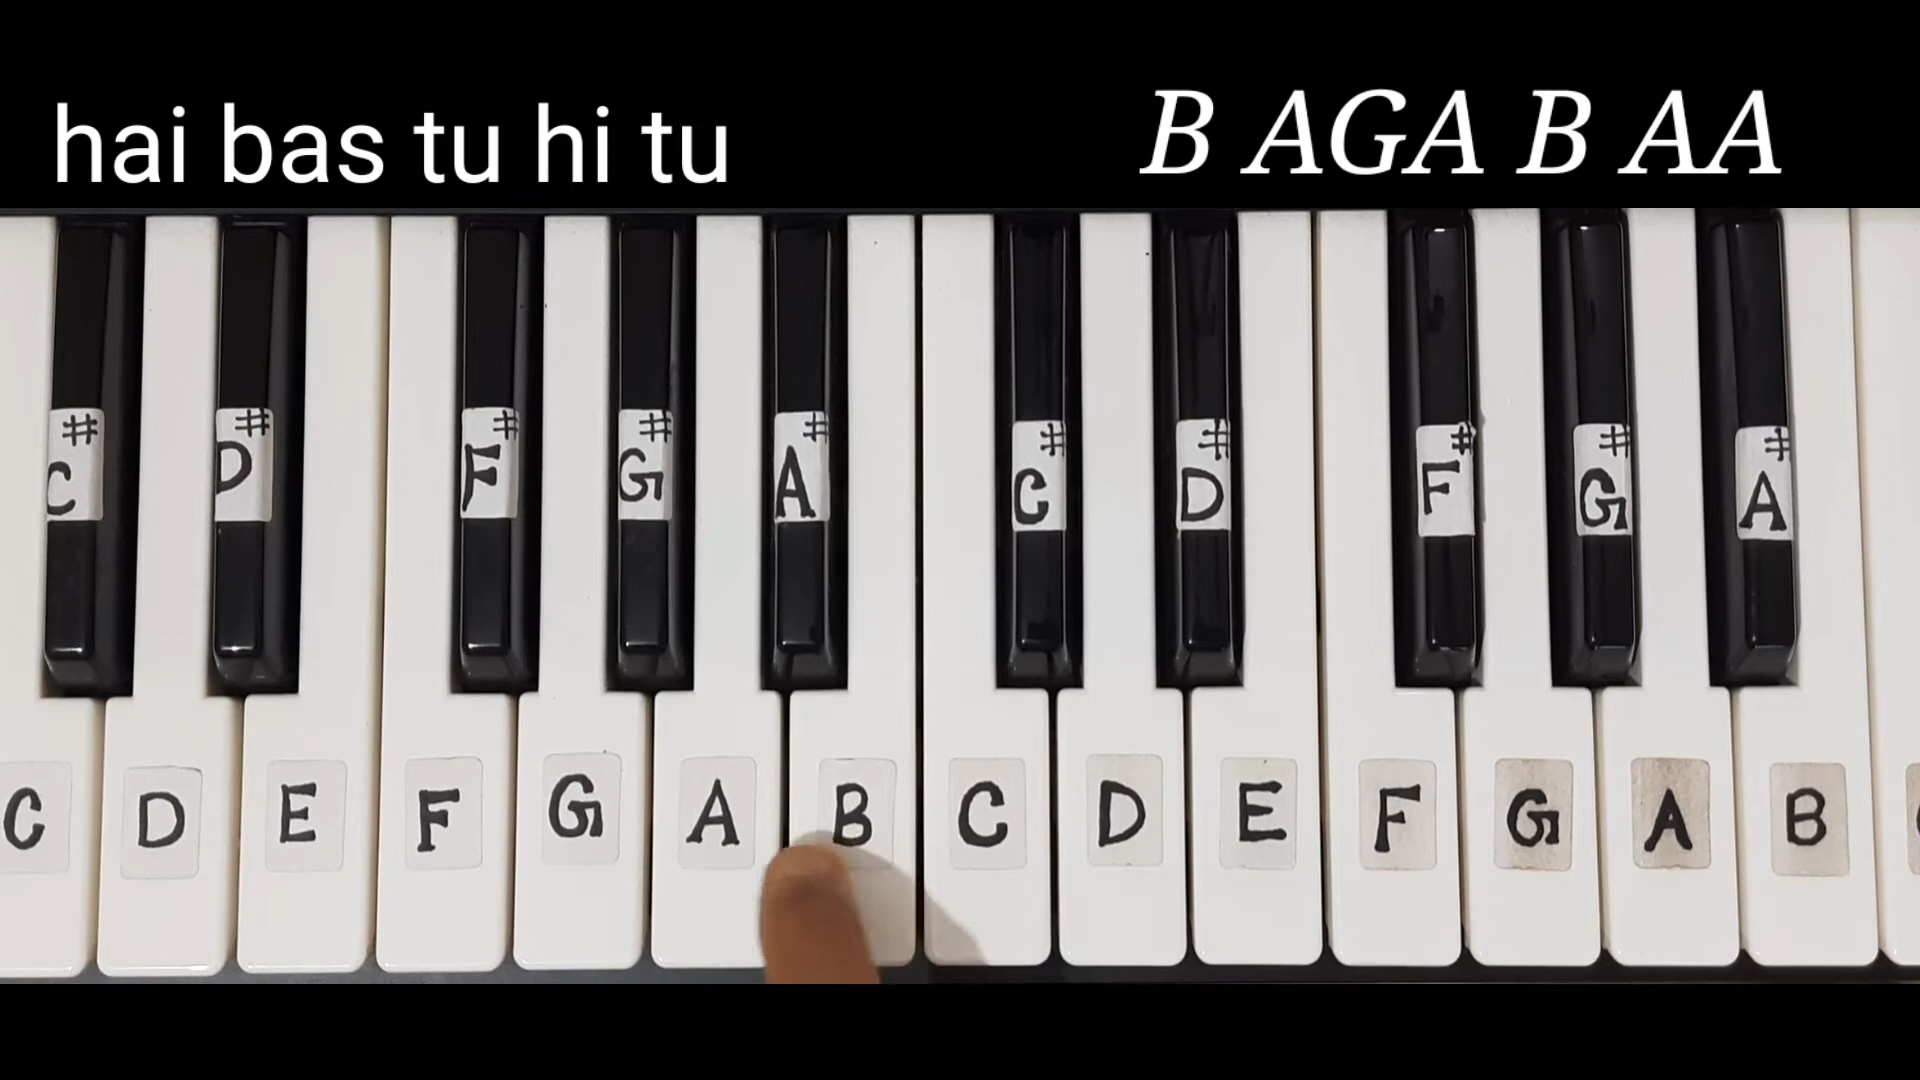 hai bas tu hi tu
B AGA B AA
C# D# F# G# A# C# D# F# G# A#
C D E F G A B C D E F G A B